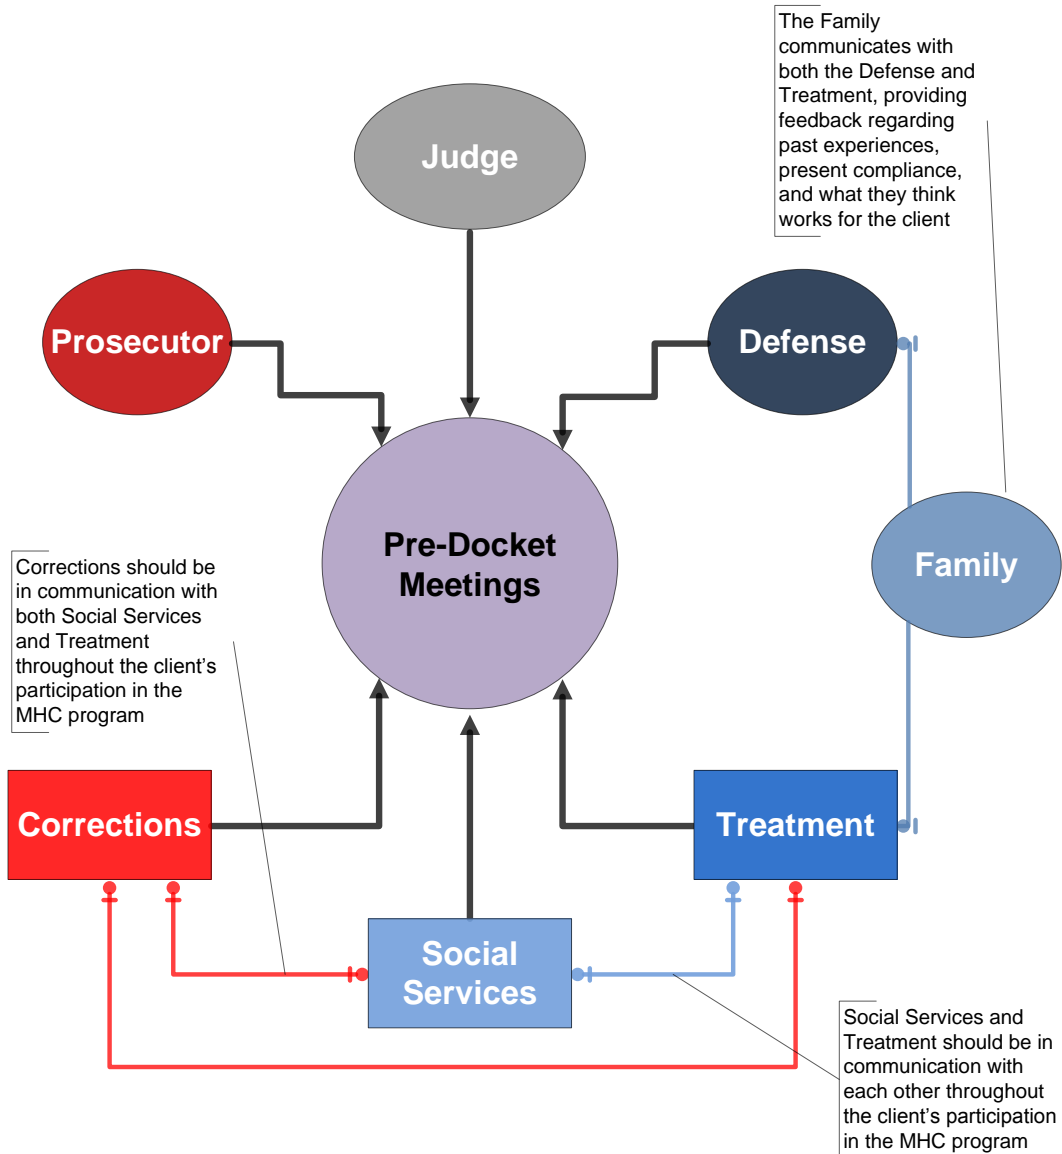 The Family
communicates with
both the Defense and
Treatment, providing
feedback regarding
past experiences,
present compliance,
and what they think
works for the client
Judge
Prosecutor
Defense
Pre-Docket
Meetings
Family
Corrections should be
in communication with
both Social Services
and Treatment
throughout the client's
participation in the
MHC program
Corrections
Treatment
Social
Services
Social Services and
Treatment should be in
communication with
each other throughout
the client's participation
in the MHC program